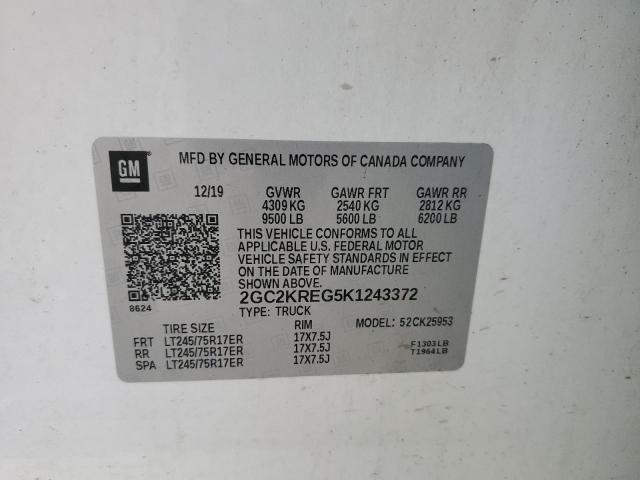 GM
MFD BY GENERAL MOTORS OF CANADA COMPANY
12/19 GVWR GAWR FRT GAWR RR
4309 KG 2540 KG 2812 KG
9500 LB 5600 LB 6200 LB
THIS VEHICLE CONFORMS TO ALL
APPLICABLE U.S. FEDERAL MOTOR
VEHICLE SAFETY STANDARDS IN EFFECT
ON THE DATE OF MANUFACTURE
SHOWN ABOVE.
8624 2GC2KREG5K1243372
TYPE: TRUCK MODEL: 52CK25953
TIRE SIZE RIM
FRT LT245/75R17ER 17X7.5J F1303LB
RR LT245/75R17ER 17X7.5J T1964LB
SPA LT245/75R17ER 17X7.5J